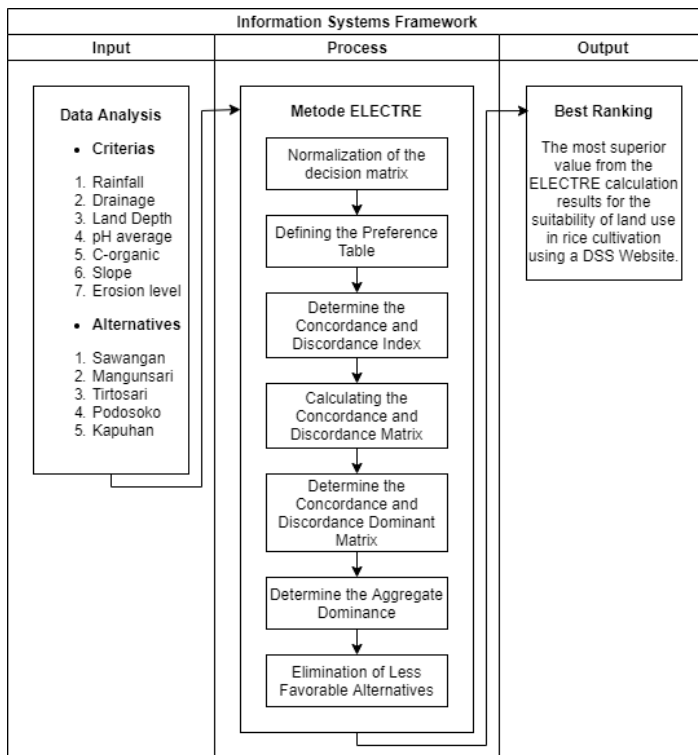 Information Systems Framework
Input
Process
Output
Data Analysis
• Criterias
1. Rainfall
2. Drainage
3. Land Depth
4. pH average
5. C-organic
6. Slope
7. Erosion level
• Alternatives
1. Sawangan
2. Mangunsari
3. Tirtosari
4. Podosoko
5. Kapuhan
Metode ELECTRE
Normalization of the
decision matrix
Defining the Preference
Table
Determine the
Concordance and
Discordance Index
Calculating the
Concordance and
Discordance Matrix
Determine the
Concordance and
Discordance Dominant
Matrix
Determine the Aggregate
Dominance
Elimination of Less
Favorable Alternatives
Best Ranking
The most superior
value from the
ELECTRE calculation
results for the
suitability of land use
in rice cultivation
using a DSS Website.